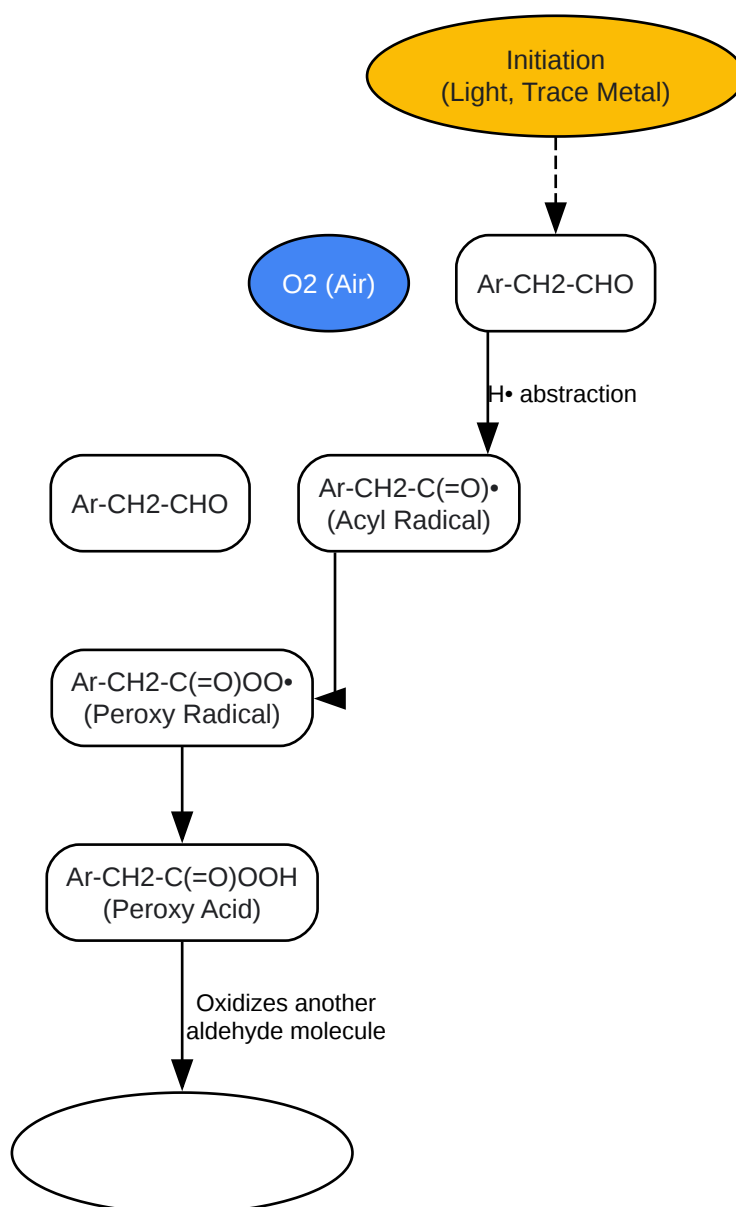 Initiation
(Light, Trace Metal)
O2 (Air)
Ar-CH2-CHO
H• abstraction
Ar-CH2-CHO
Ar-CH2-C(=O)•
(Acyl Radical)
Ar-CH2-C(=O)OO•
(Peroxy Radical)
Ar-CH2-C(=O)OOH
(Peroxy Acid)
Oxidizes another
aldehyde molecule